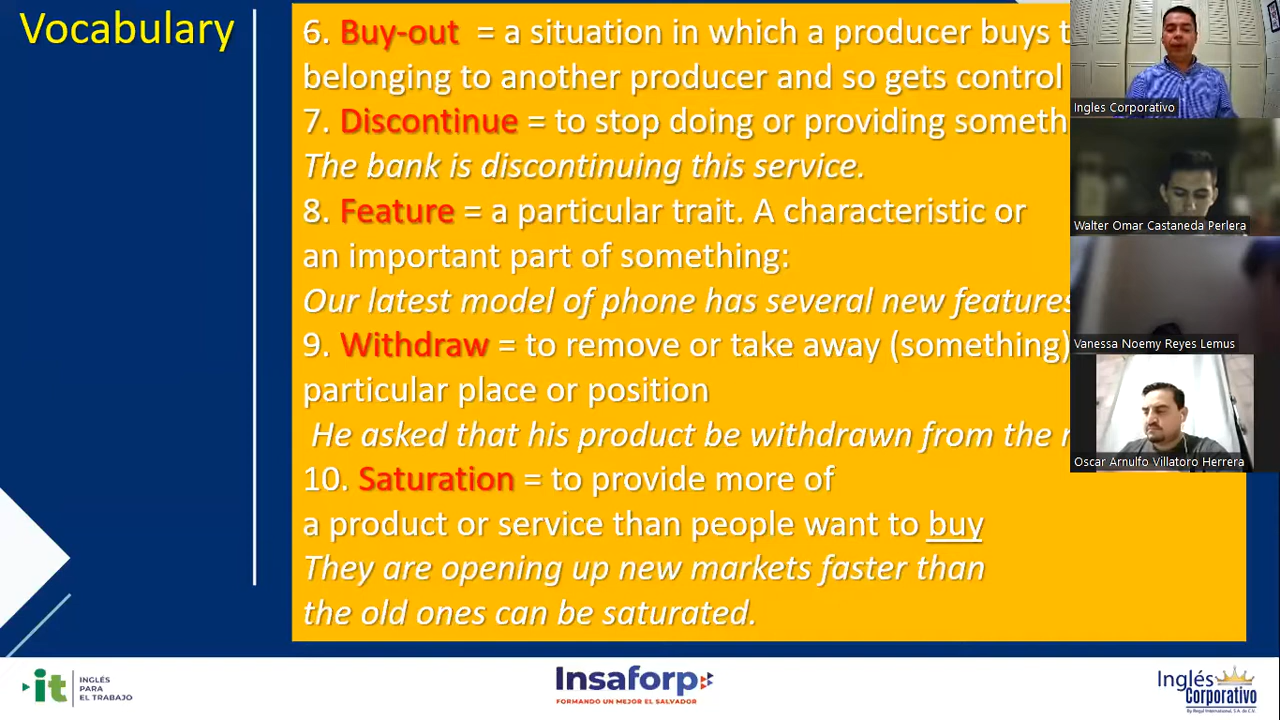 Vocabulary
6. Buy-out = a situation in which a producer buys
belonging to another producer and so gets control
7. Discontinue = to stop doing or providing
The bank is discontinuing this service.
8. Feature = a particular trait. A characteristic or
an important part of something:
Our latest model of phone has several new features
9. Withdraw = to remove or take away (something)
particular place or position
He asked that his product be withdrawn from the
10. Saturation = to provide more of
a product or service than people want to buy
They are opening up new markets faster than
the old ones can be saturated.
Ingles Corporativo
Walter Omar Castaneda Perlera
Vanessa Noemy Reyes Lemus
Oscar Arnulfo Villatoro Herrera
it INGLÉS
PARA
EL TRABAJO
Insaforp
FORMANDO UN MEJOR EL SALVADOR
Inglés
Corporativo
By Regal International, S.A. de C.V.